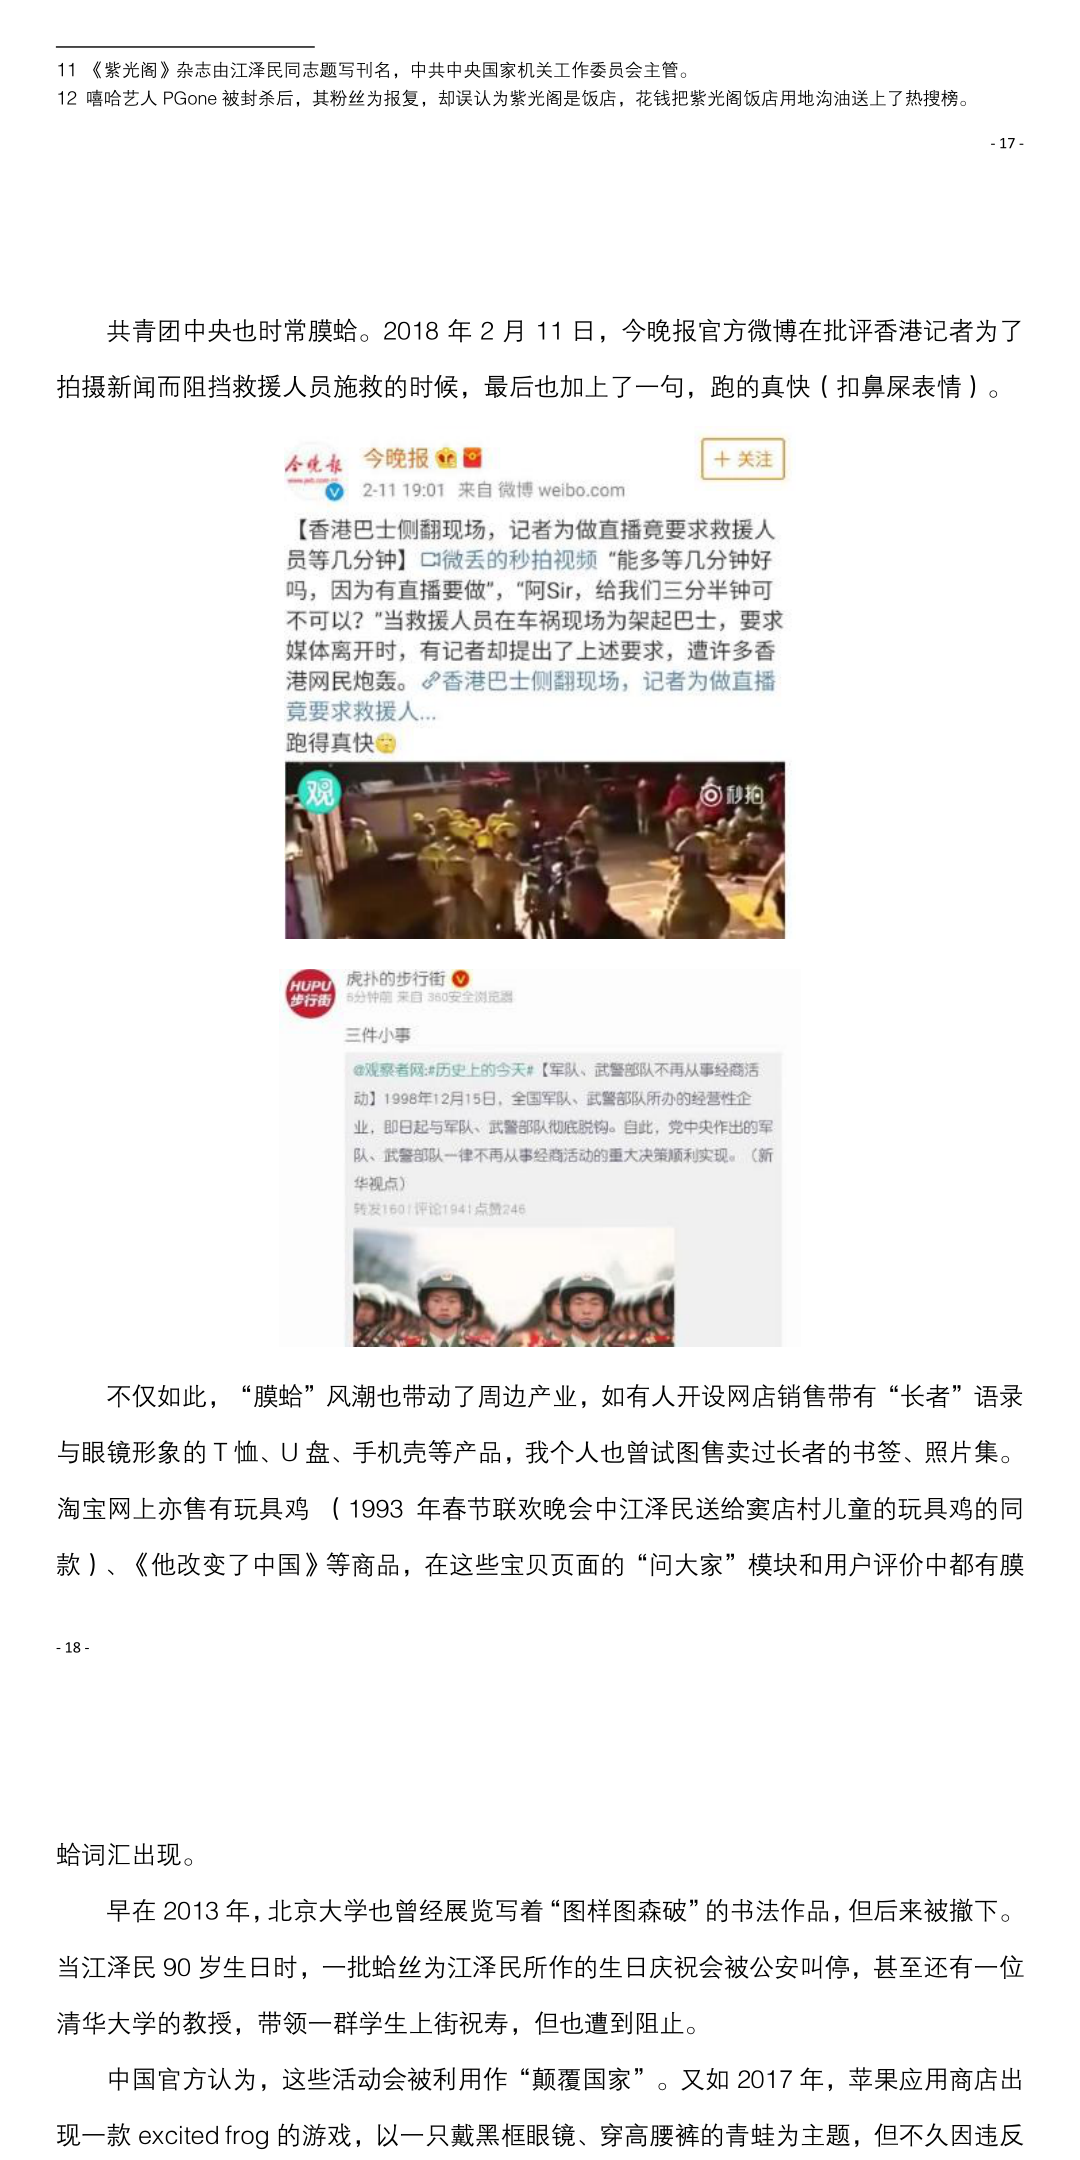 11 《紫光阁》杂志由江泽民同志题写刊名，中共中央国家机关工作委员会主管。
12 嘻哈艺人 PGone 被封杀后，其粉丝为报复，却误认为紫光阁是饭店，花钱把紫光阁饭店用地沟油送上了热搜榜。
- 17 -
共青团中央也时常膜蛤。2018 年 2 月 11 日，今晚报官方微博在批评香港记者为了
拍摄新闻而阻挡救援人员施救的时候，最后也加上了一句，跑的真快（扣鼻屎表情）。
今晚报
今晚报
+ 关注
2-11 19:01 来自 微博 weibo.com
【香港巴士侧翻现场，记者为做直播竟要求救援人
员等几分钟】微丢的秒拍视频 “能多等几分钟好
吗，因为有直播要做”，“阿Sir，给我们三分半钟可
不可以？”当救援人员在车祸现场为架起巴士，要求
媒体离开时，有记者却提出了上述要求，遭许多香
港网民炮轰。香港巴士侧翻现场，记者为做直播
竟要求救援人...
跑得真快
观
秒拍
HUPU
步行街
虎扑的步行街
6分钟前 来自 360安全浏览器
三件小事
@观察者网:#历史上的今天#【军队、武警部队不再从事经商活
动】1998年12月15日，全国军队、武警部队所办的经营性企
业，即日起与军队、武警部队彻底脱钩。自此，党中央作出的军
队、武警部队一律不再从事经商活动的重大决策顺利实现。（新
华视点）
转发1601评论1941点赞246
不仅如此，“膜蛤”风潮也带动了周边产业，如有人开设网店销售带有“长者”语录
与眼镜形象的 T 恤、U 盘、手机壳等产品，我个人也曾试图售卖过长者的书签、照片集。
淘宝网上亦售有玩具鸡 （1993 年春节联欢晚会中江泽民送给窦店村儿童的玩具鸡的同
款）、《他改变了中国》等商品，在这些宝贝页面的“问大家”模块和用户评价中都有膜
- 18 -
蛤词汇出现。
早在 2013 年，北京大学也曾经展览写着“图样图森破”的书法作品，但后来被撤下。
当江泽民 90 岁生日时，一批蛤丝为江泽民所作的生日庆祝会被公安叫停，甚至还有一位
清华大学的教授，带领一群学生上街祝寿，但也遭到阻止。
中国官方认为，这些活动会被利用作“颠覆国家”。又如 2017 年，苹果应用商店出
现一款 excited frog 的游戏，以一只戴黑框眼镜、穿高腰裤的青蛙为主题，但不久因违反